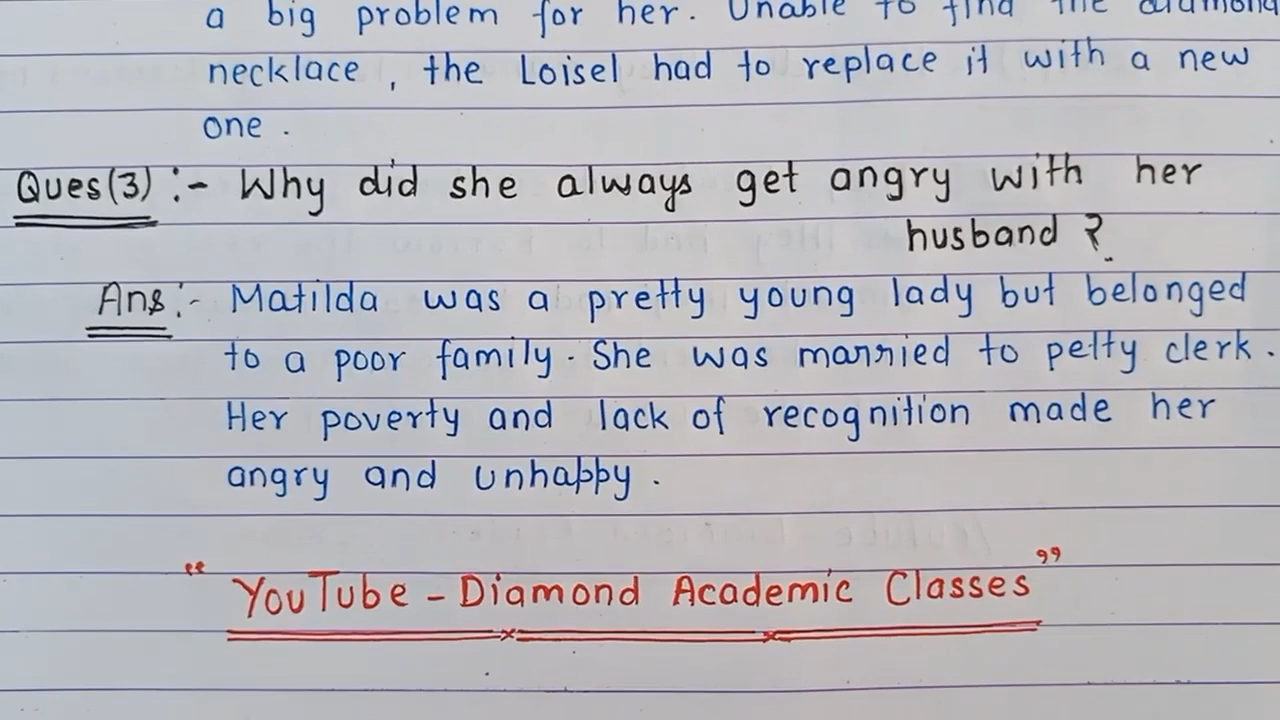 a big problem for her. Unable to find the diamond
necklace, the Loisel had to replace it with a new
one.
Ques(3) :- Why did she always get angry with her
husband ?
Ans :- Matilda was a pretty young lady but belonged
to a poor family. She was married to petty clerk.
Her poverty and lack of recognition made her
angry and unhappy.
"YouTube - Diamond Academic Classes"